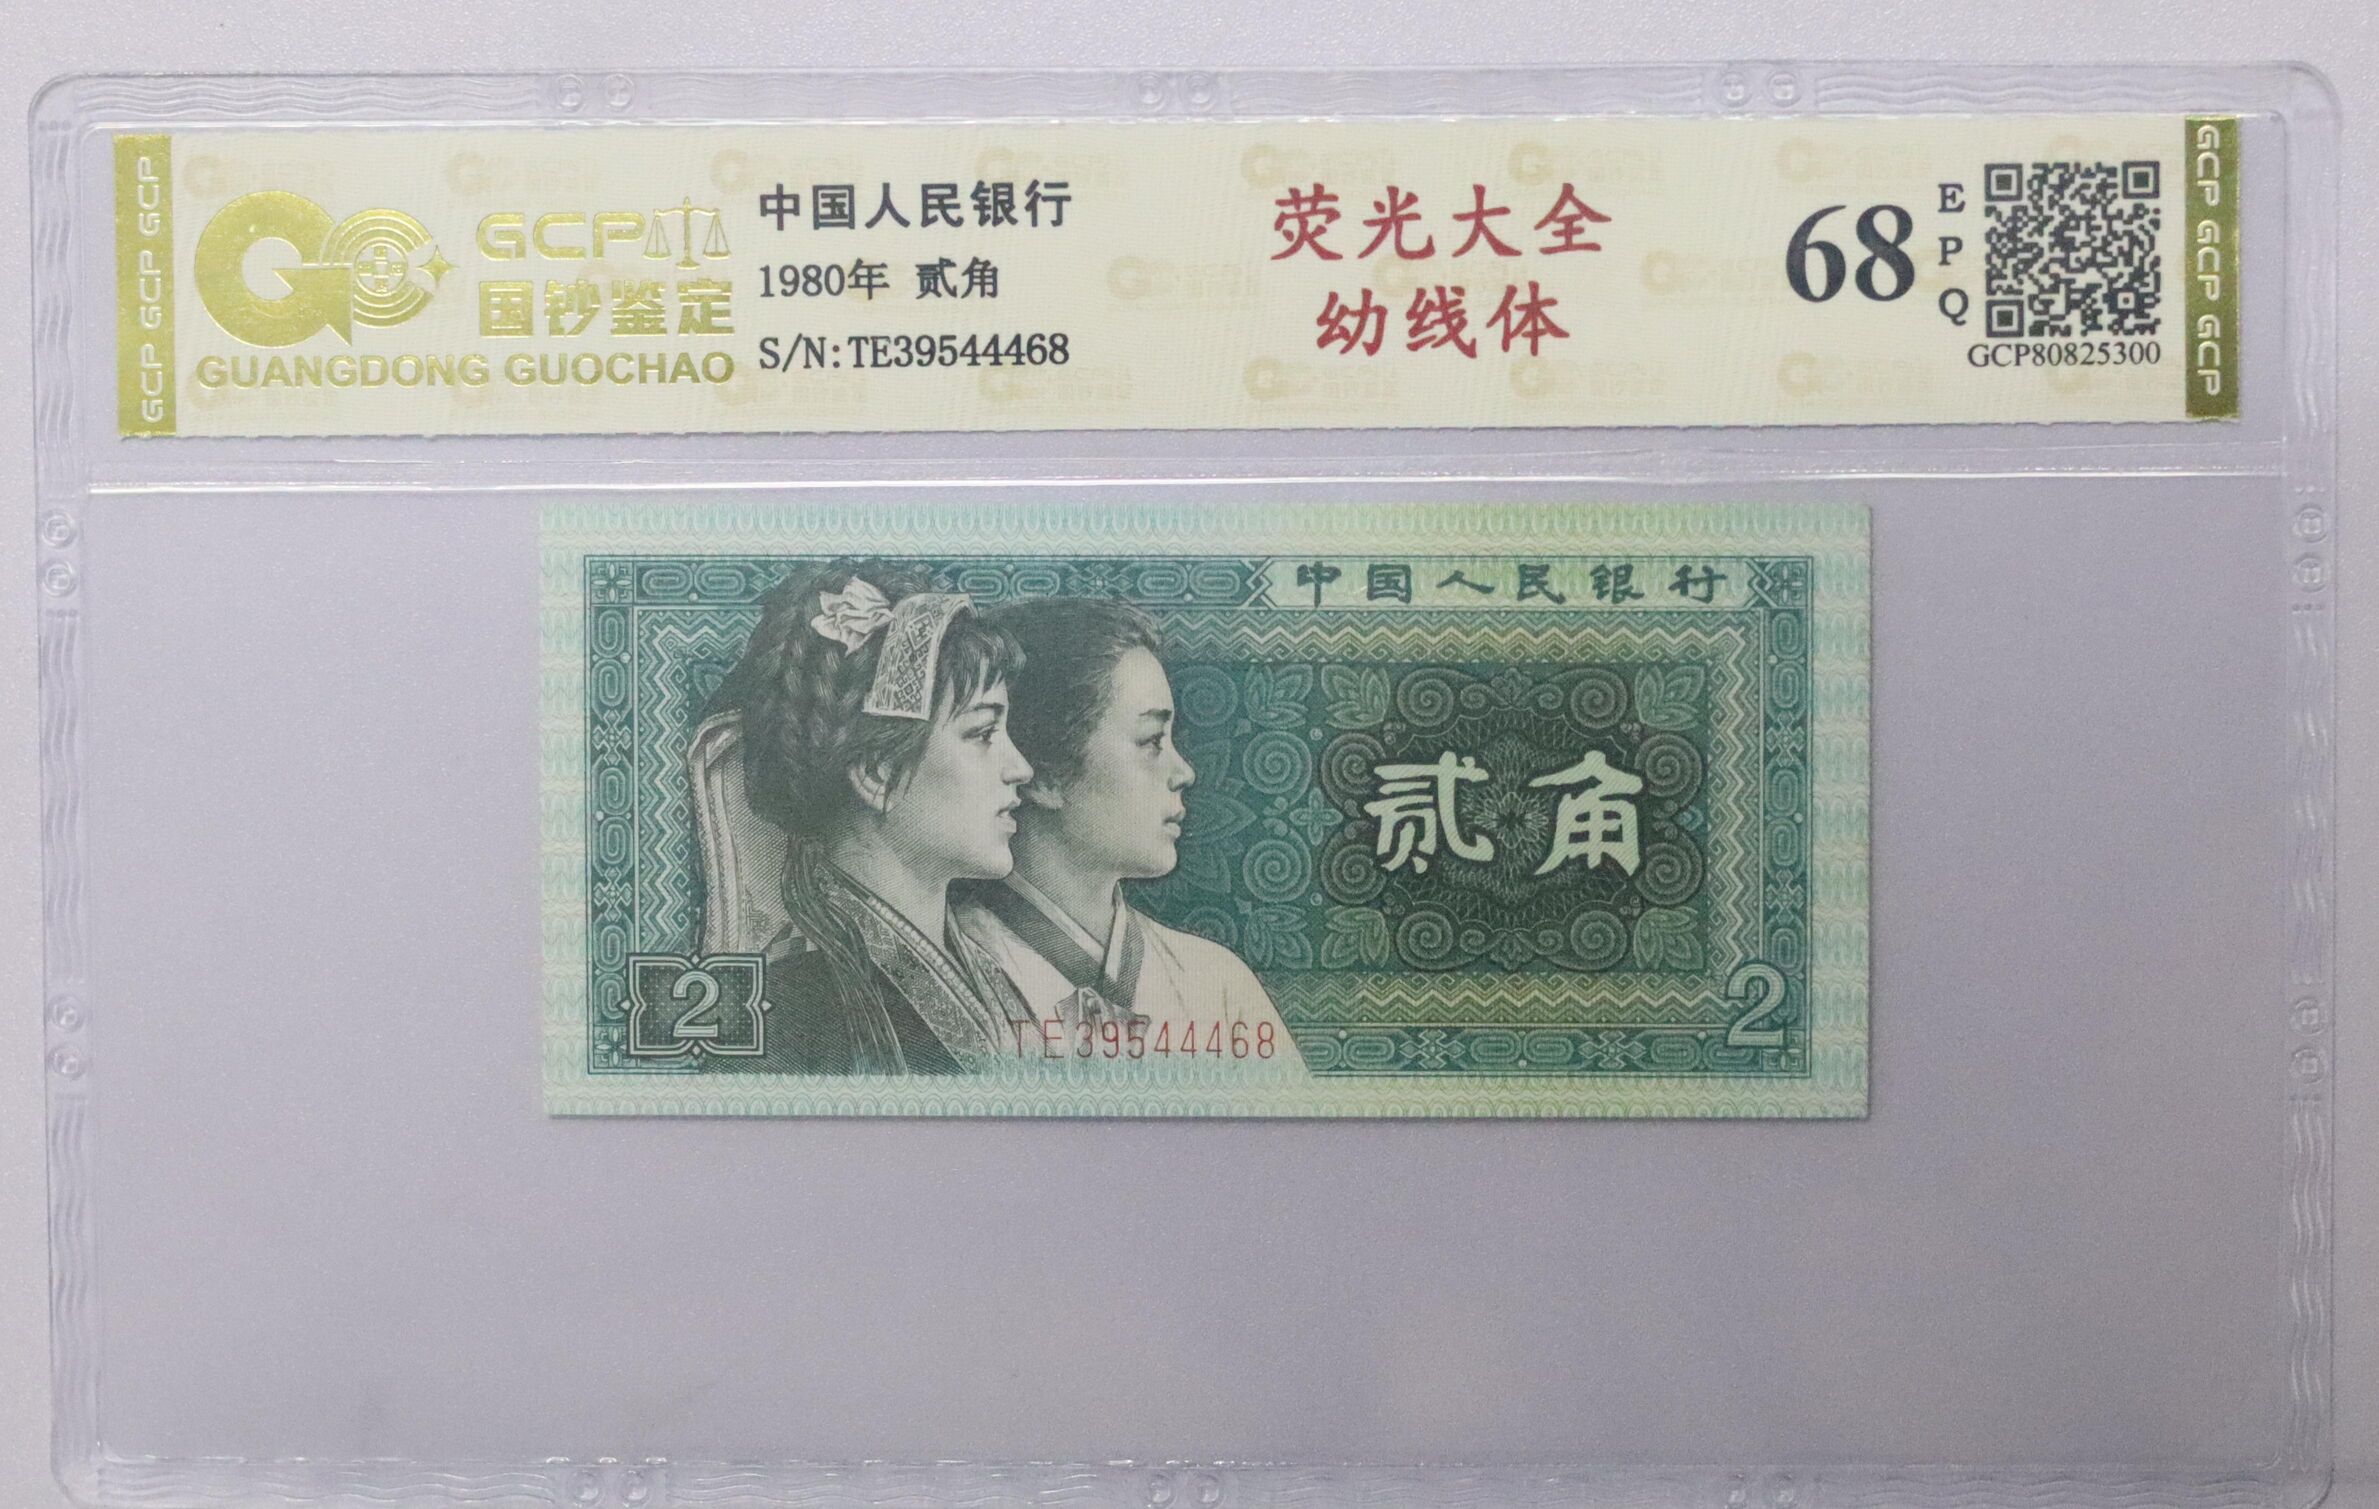 GCP GCP GCP
GCP
国钞鉴定
GUANGDONG GUOCHAO
中国人民银行
1980年 贰角
S/N:TE39544468
荧光大全
幼线体
68
EPQ
GCP80825300
GCP GCP GCP
中国人民银行
贰角
2
TE39544468
2